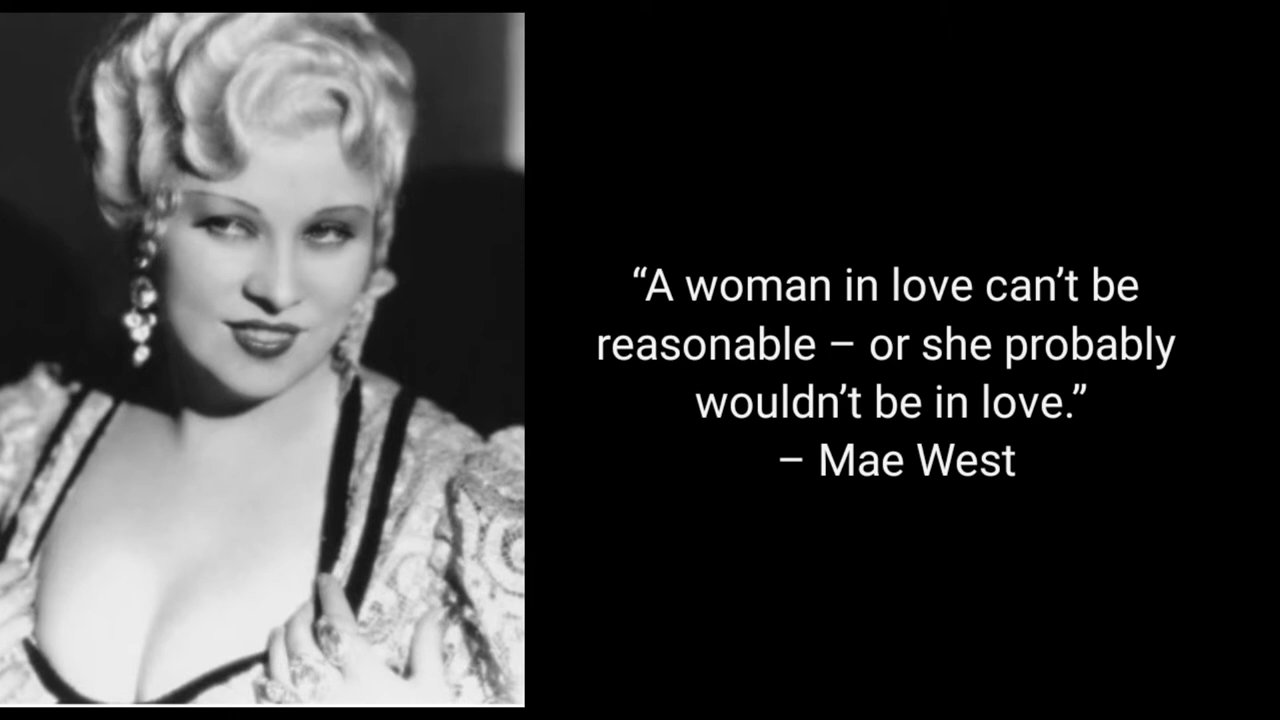 “A woman in love can’t be
reasonable – or she probably
wouldn’t be in love.”
– Mae West